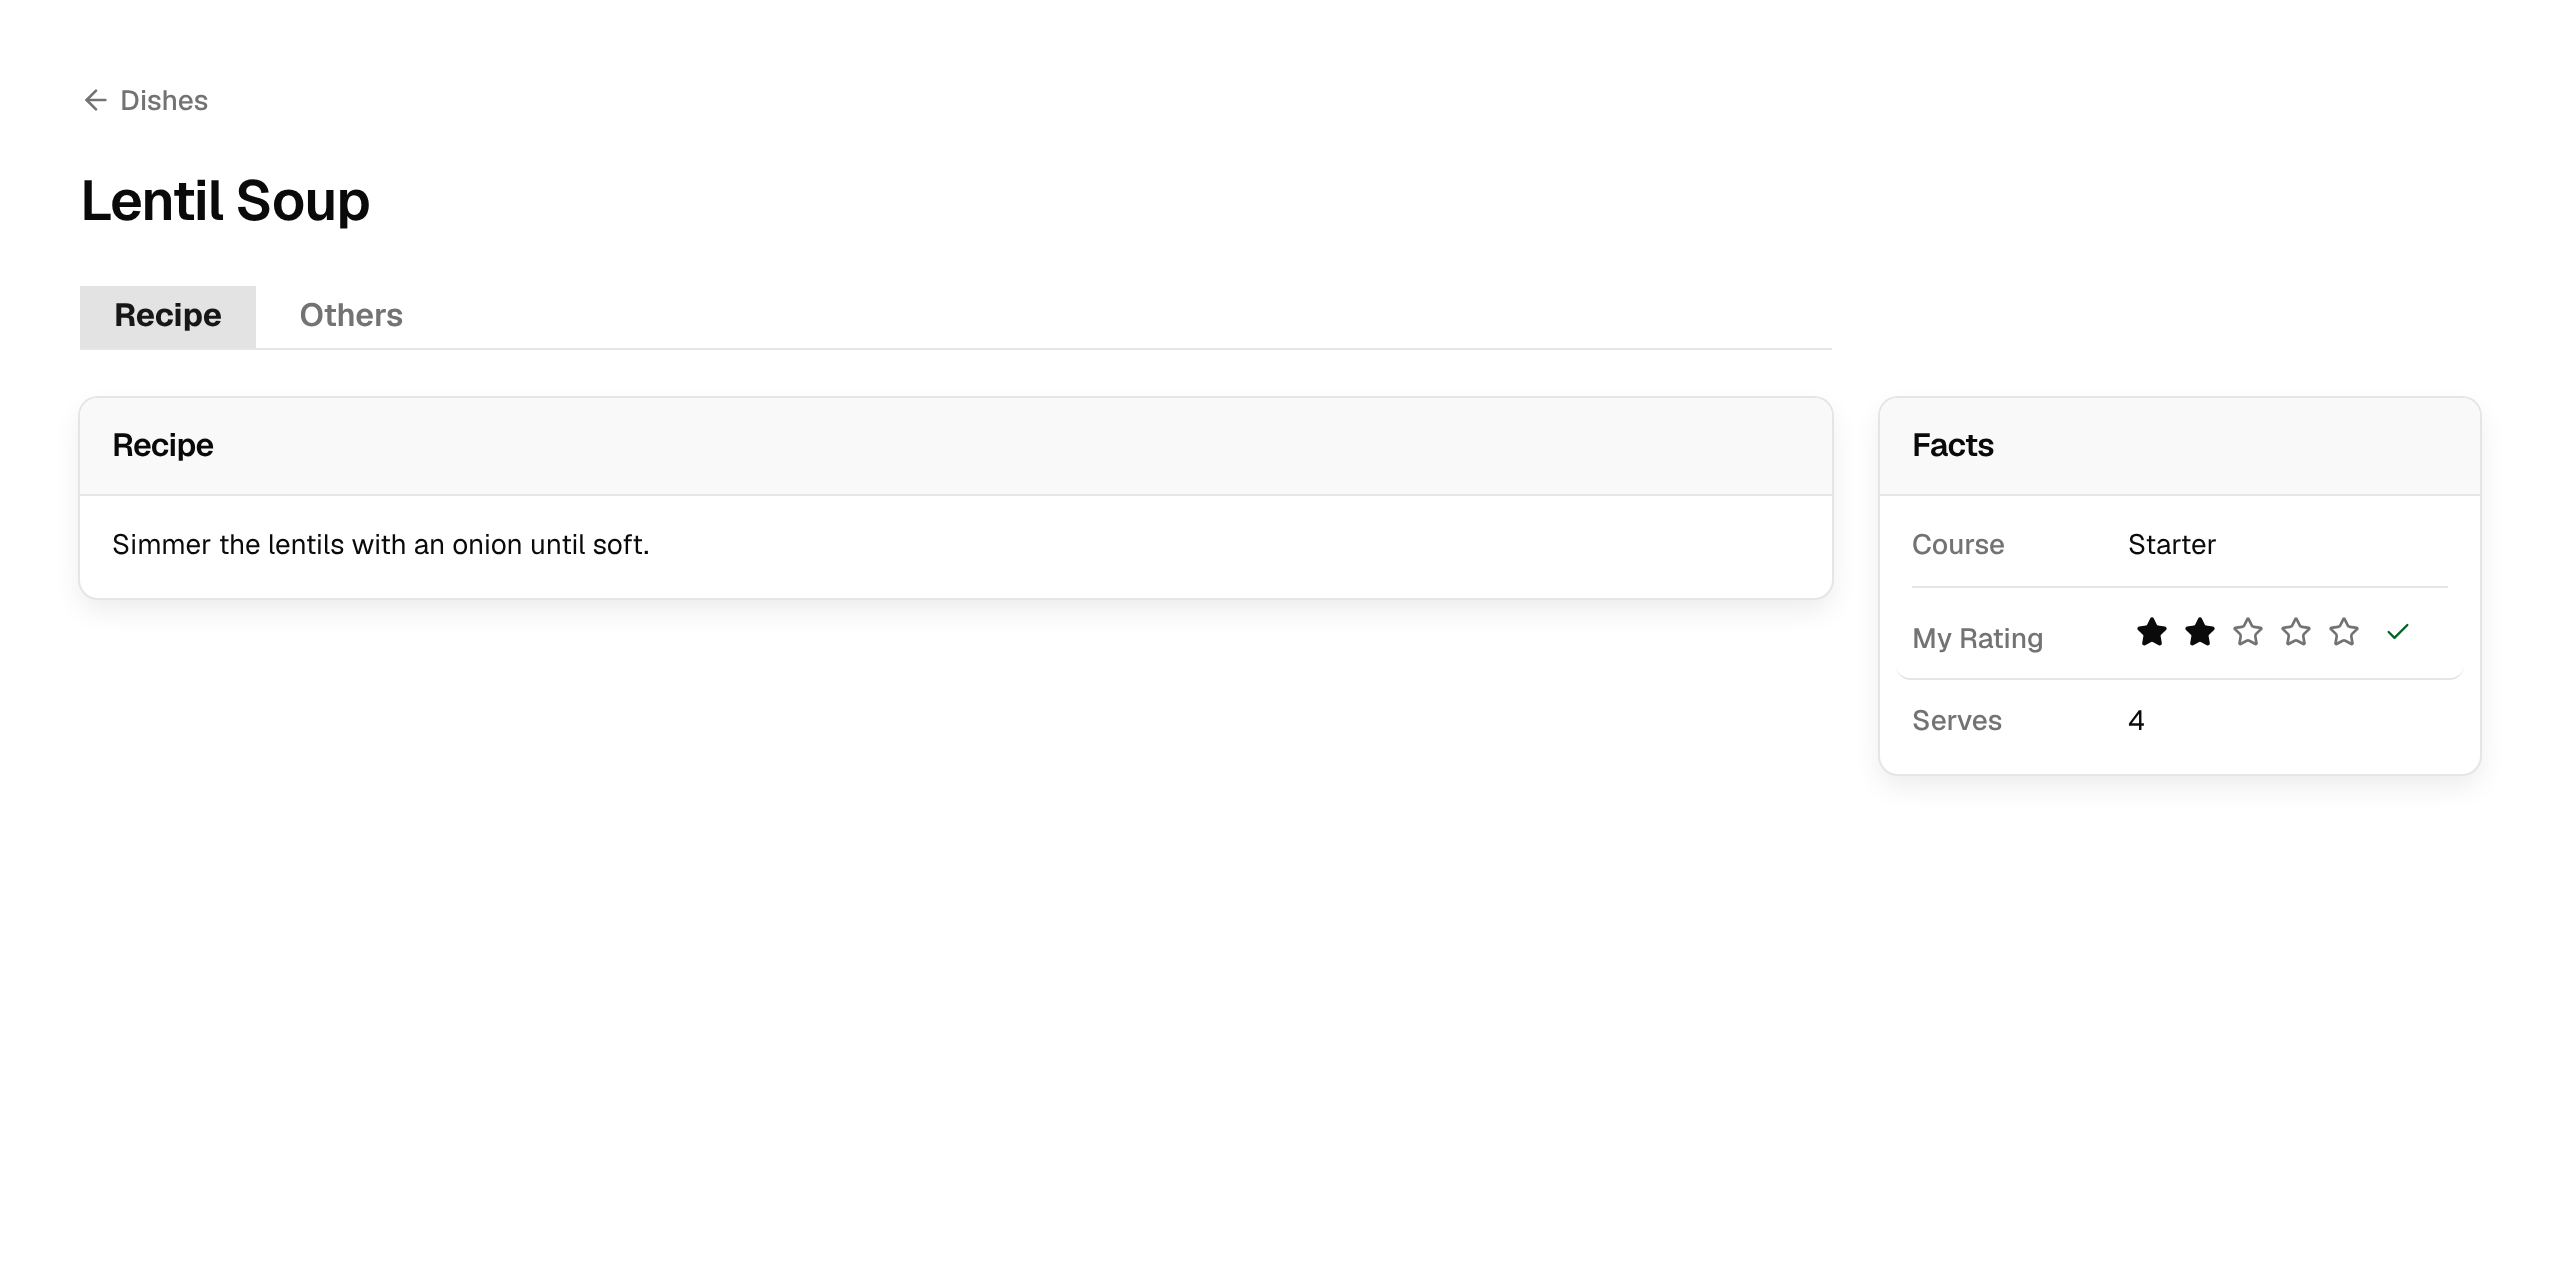 Dishes
Lentil Soup
Recipe
Others
Recipe
Simmer the lentils with an onion until soft.
Facts
Course Starter
My Rating
Serves 4